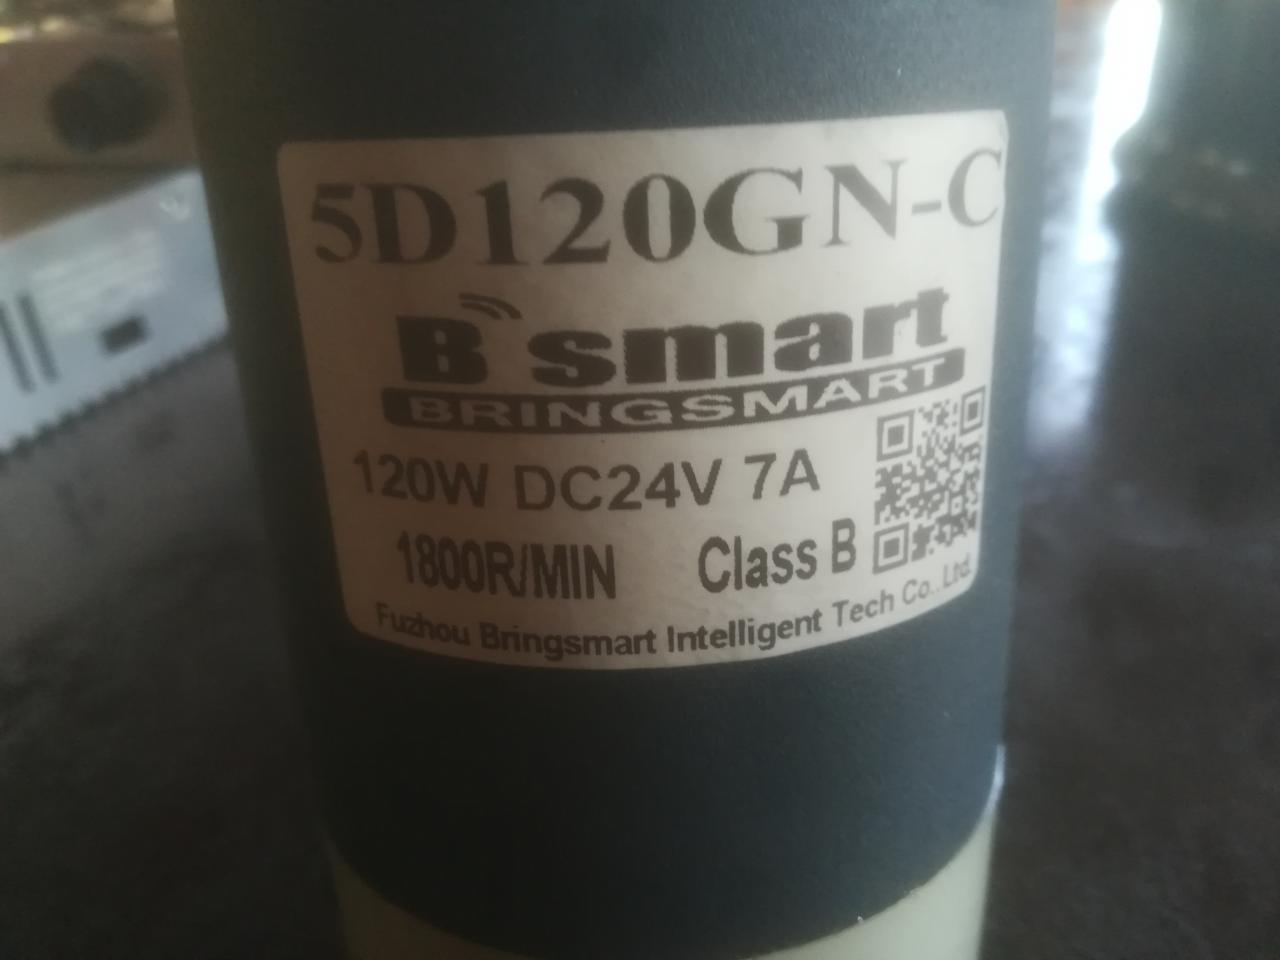 5D120GN-C
B smart
BRINGSMART
120W DC24V 7A
1800R/MIN Class B
Fuzhou Bringsmart Intelligent Tech Co.,Ltd.